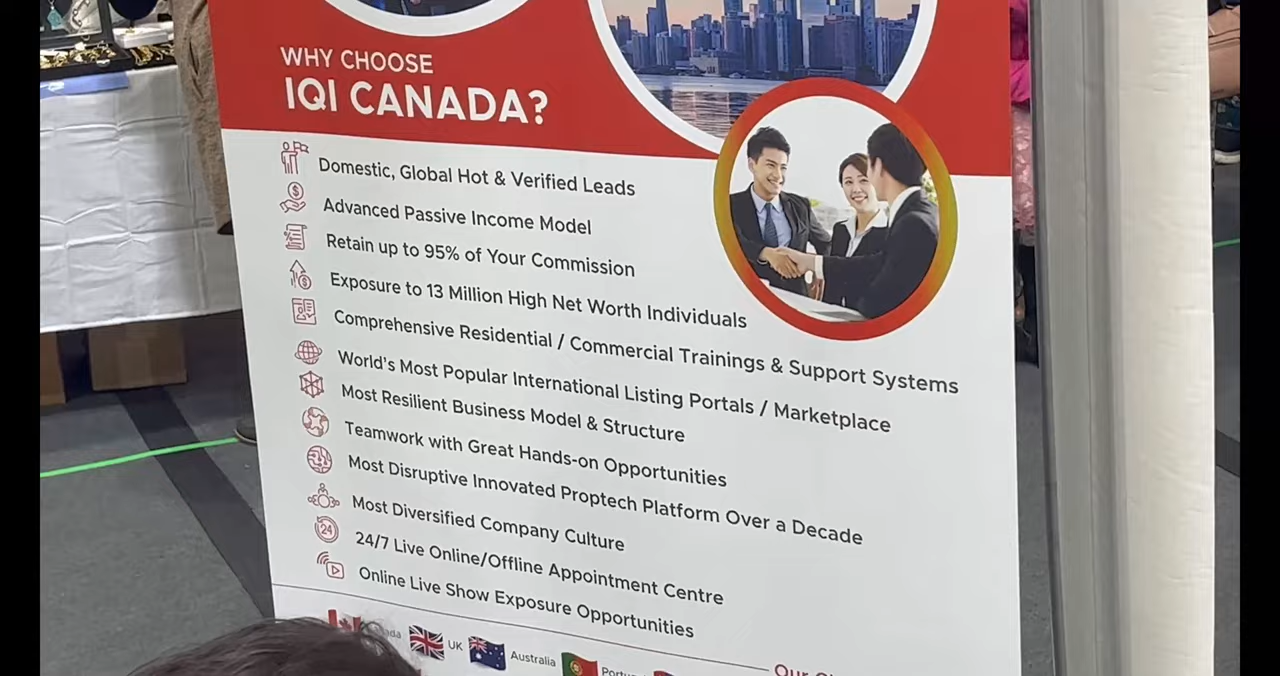 WHY CHOOSE
IQI CANADA?
Domestic, Global Hot & Verified Leads
Advanced Passive Income Model
Retain up to 95% of Your Commission
Exposure to 13 Million High Net Worth Individuals
Comprehensive Residential / Commercial Trainings & Support Systems
World's Most Popular International Listing Portals / Marketplace
Most Resilient Business Model & Structure
Teamwork with Great Hands-on Opportunities
Most Disruptive Innovated Proptech Platform Over a Decade
Most Diversified Company Culture
24
24/7 Live Online/Offline Appointment Centre
Online Live Show Exposure Opportunities
UK Australia
Our